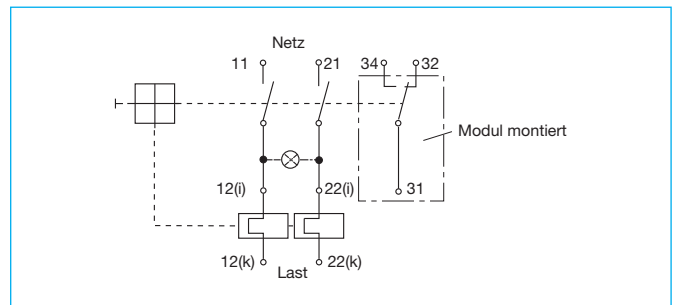 Netz
11 21 34 32
Modul montiert
12(i) 22(i) 31
12(k) 22(k)
Last